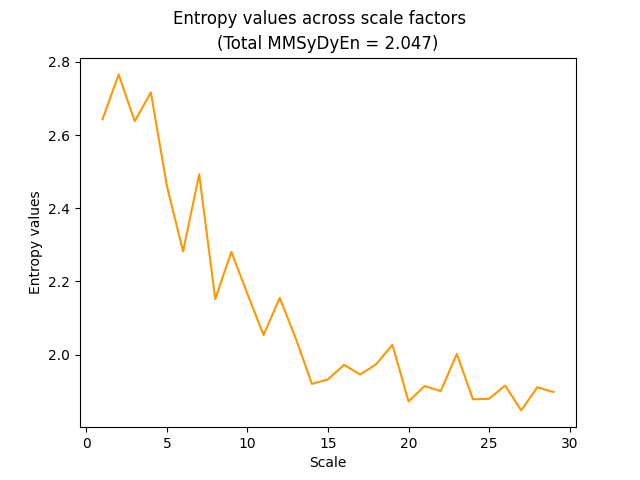 Entropy values across scale factors
(Total MMSyDyEn = 2.047)
2.8
2.6
2.4
2.2
2.0
Entropy values
0 5 10 15 20 25 30
Scale